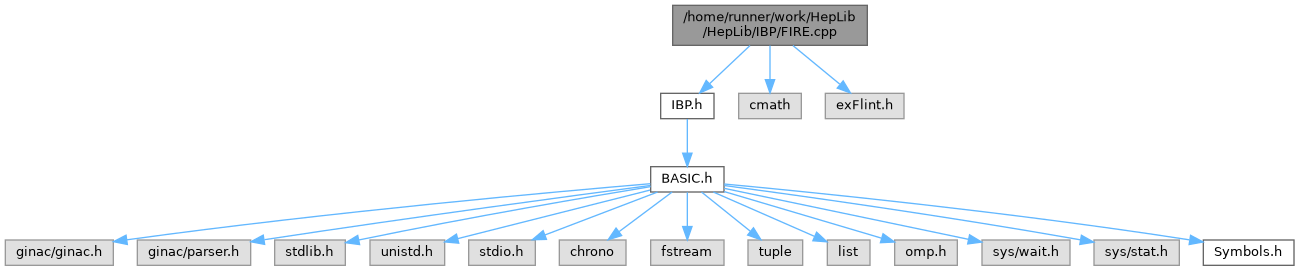 /home/runner/work/HepLib
/HepLib/IBP/FIRE.cpp
IBP.h
cmath
exFlint.h
BASIC.h
ginac/ginac.h
ginac/parser.h
stdlib.h
unistd.h
stdio.h
chrono
fstream
tuple
list
omp.h
sys/wait.h
sys/stat.h
Symbols.h